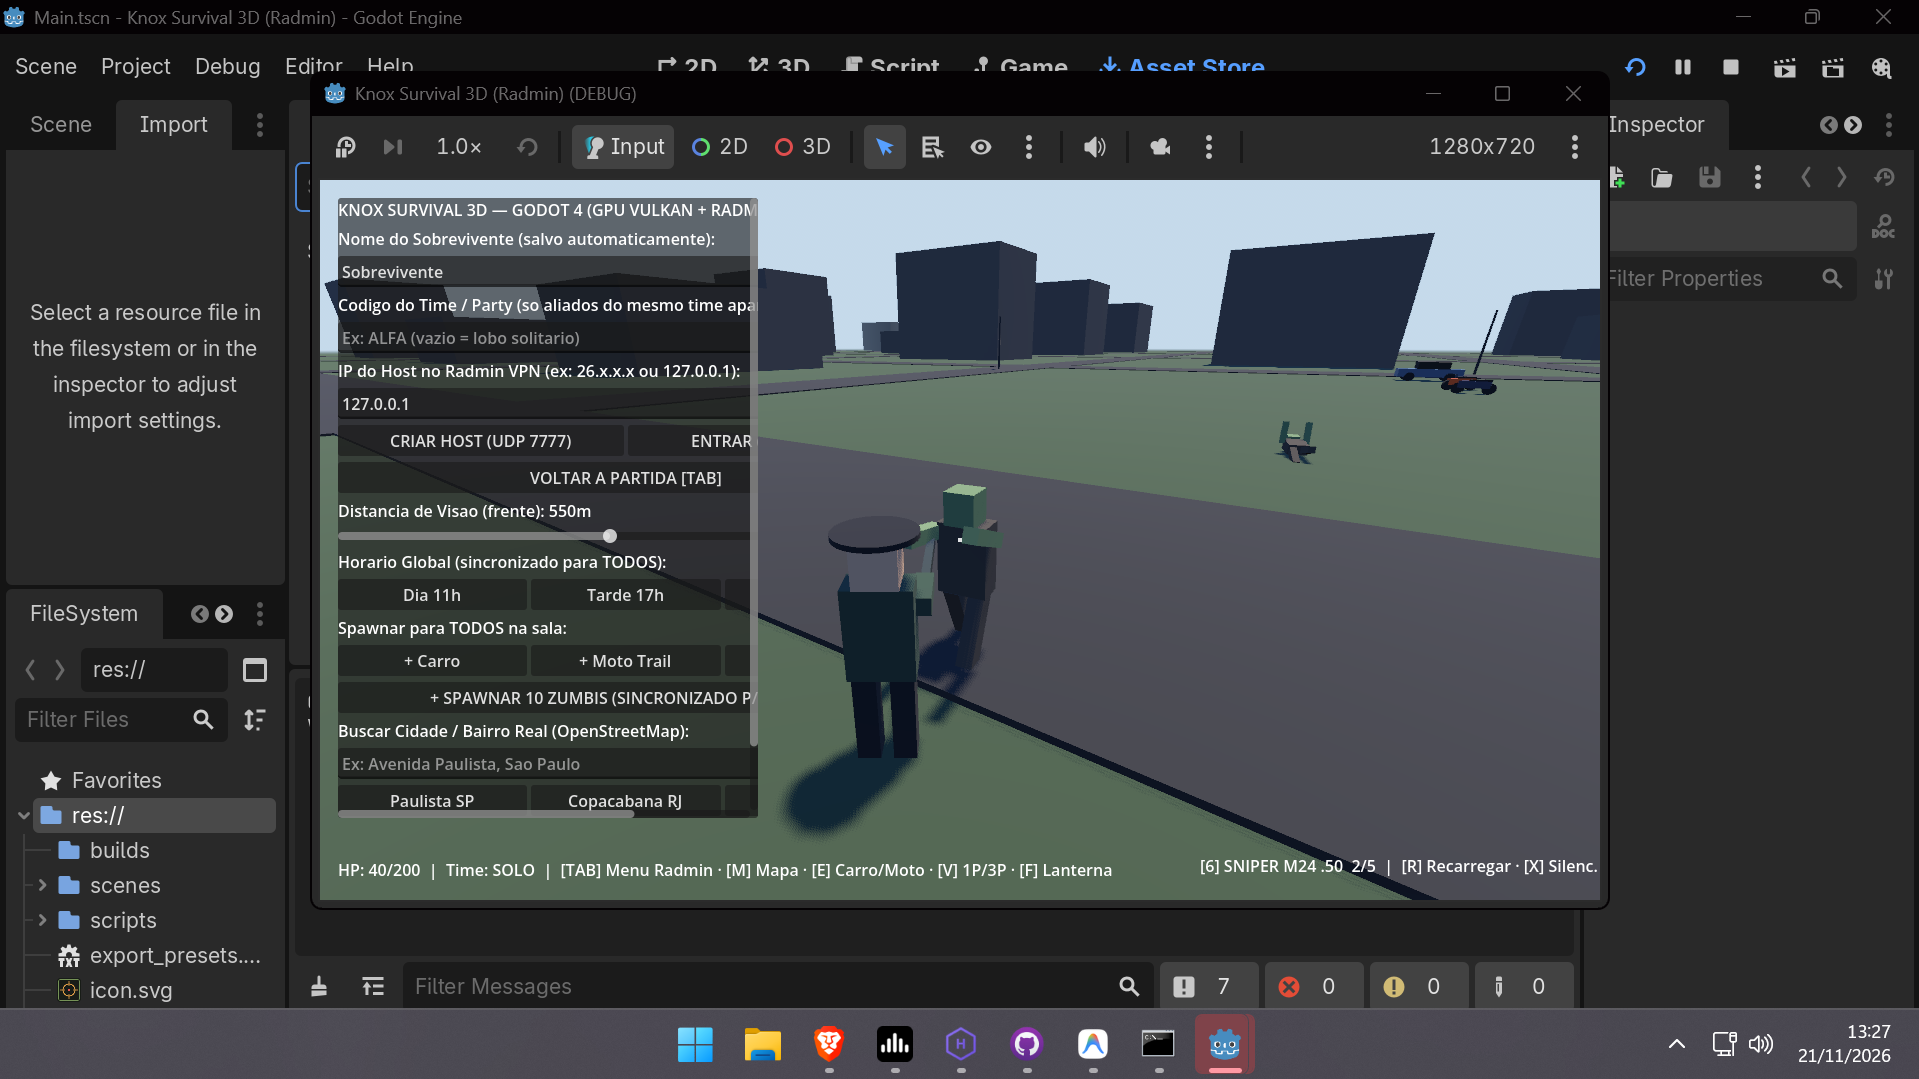 Main.tscn - Knox Survival 3D (Radmin) - Godot Engine
Scene Project Debug Editor Help
2D 3D Script Game Asset Store
Knox Survival 3D (Radmin) (DEBUG)
Scene Import
1.0× Input 2D 3D 1280x720
Inspector
DOC
Filter Properties
Select a resource file in
the filesystem or in the
inspector to adjust
import settings.
KNOX SURVIVAL 3D — GODOT 4 (GPU VULKAN + RADM
Nome do Sobrevivente (salvo automaticamente):
Sobrevivente
Codigo do Time / Party (so aliados do mesmo time apa
Ex: ALFA (vazio = lobo solitario)
IP do Host no Radmin VPN (ex: 26.x.x.x ou 127.0.0.1):
127.0.0.1
CRIAR HOST (UDP 7777) ENTRAR
VOLTAR A PARTIDA [TAB]
Distancia de Visao (frente): 550m
Horario Global (sincronizado para TODOS):
Dia 11h Tarde 17h
Spawnar para TODOS na sala:
+ Carro + Moto Trail
+ SPAWNAR 10 ZUMBIS (SINCRONIZADO P/
Buscar Cidade / Bairro Real (OpenStreetMap):
Ex: Avenida Paulista, Sao Paulo
Paulista SP Copacabana RJ
HP: 40/200 | Time: SOLO | [TAB] Menu Radmin · [M] Mapa · [E] Carro/Moto · [V] 1P/3P · [F] Lanterna
[6] SNIPER M24 .50 2/5 | [R] Recarregar · [X] Silenc.
FileSystem
res://
Filter Files
Favorites
res://
builds
scenes
scripts
export_presets....
icon.svg
Filter Messages 7 0 0 0
13:27
21/11/2026